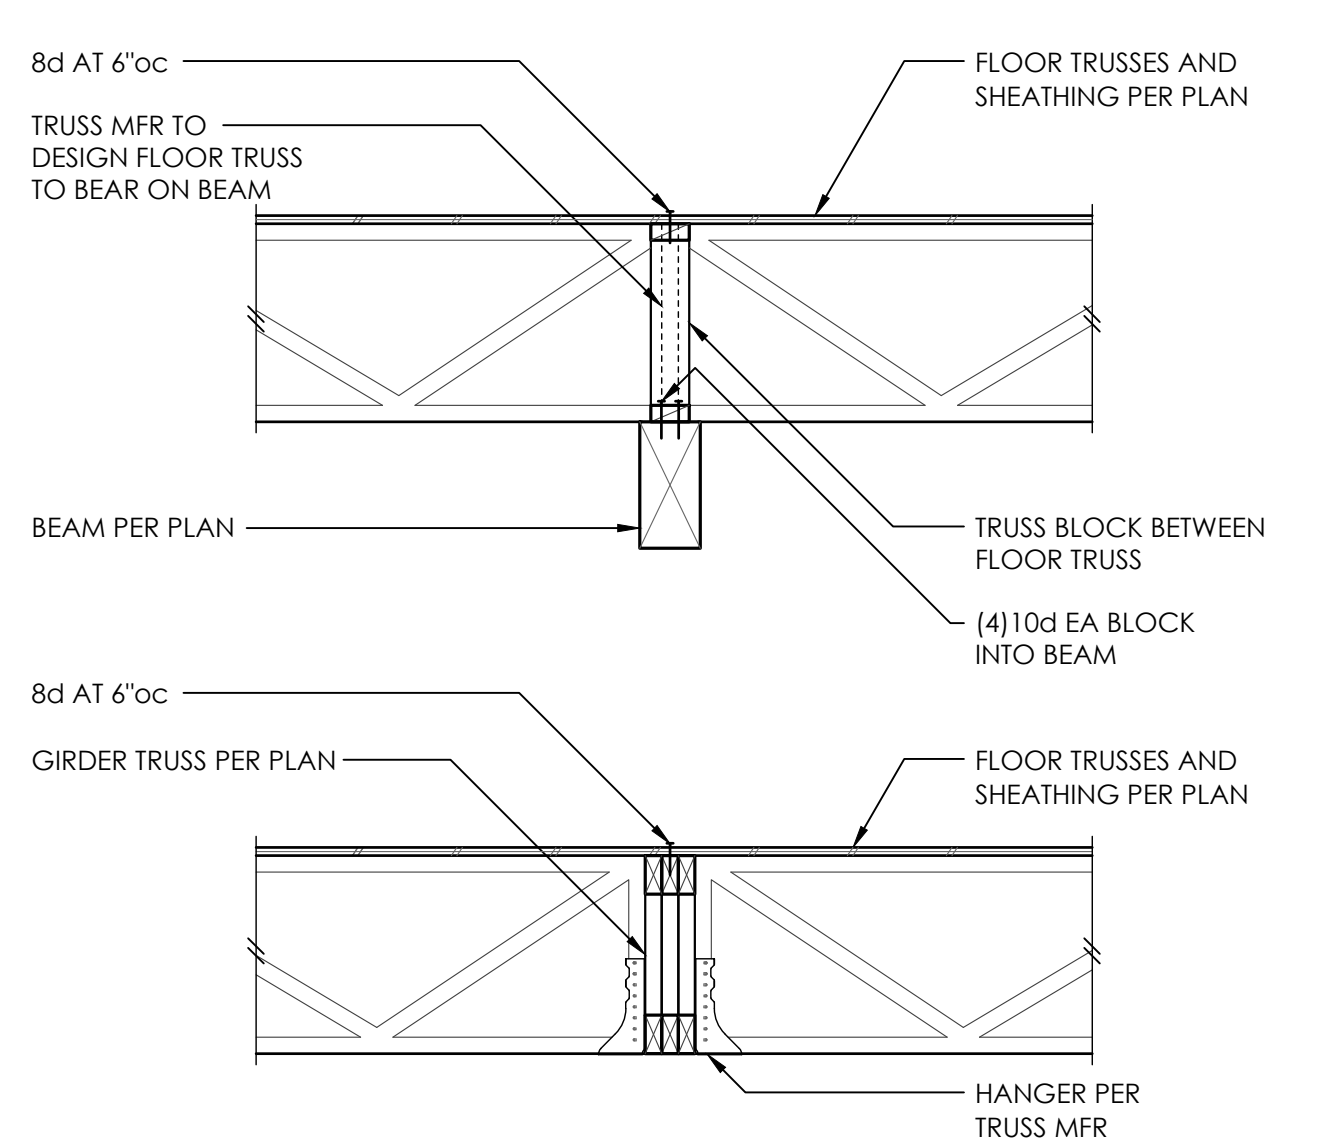 8d AT 6"oc
TRUSS MFR TO
DESIGN FLOOR TRUSS
TO BEAR ON BEAM
FLOOR TRUSSES AND
SHEATHING PER PLAN
BEAM PER PLAN
TRUSS BLOCK BETWEEN
FLOOR TRUSS
(4)10d EA BLOCK
INTO BEAM
8d AT 6"oc
GIRDER TRUSS PER PLAN
FLOOR TRUSSES AND
SHEATHING PER PLAN
HANGER PER
TRUSS MFR